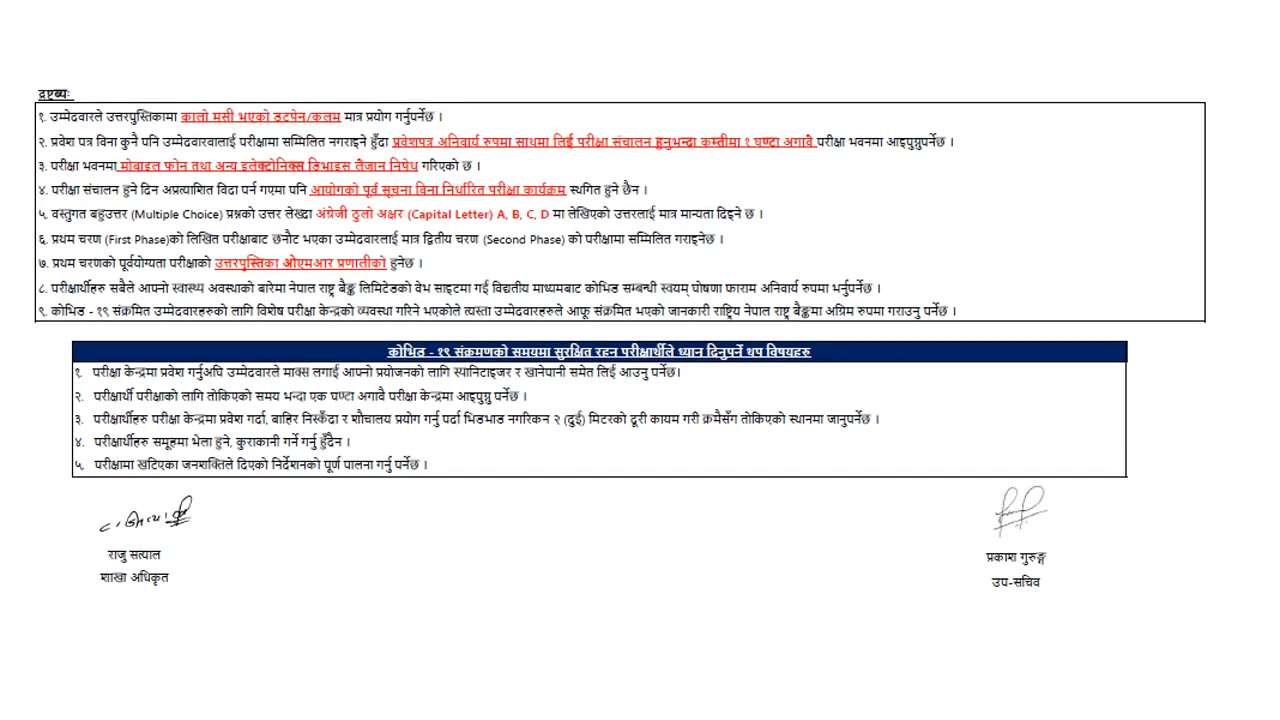 द्रष्टब्यः
१. उम्मेदवारले उत्तरपुस्तिकामा कालो मसी भएको डटपेन/कलम मात्र प्रयोग गर्नुपर्नेछ ।
२. प्रवेश पत्र विना कुनै पनि उम्मेदवारवालाई परीक्षामा सम्मिलित नगराइने हुँदा प्रवेशपत्र अनिवार्य रुपमा साथमा लिई परीक्षा संचालन हुनुभन्दा कम्तीमा १ घण्टा अगावै परीक्षा भवनमा आइपुग्नुपर्नेछ ।
३. परीक्षा भवनमा मोवाइल फोन तथा अन्य इलेक्टोनिक्स डिभाइस लैजान निषेध गरिएको छ ।
४. परीक्षा संचालन हुने दिन अप्रत्याशित विदा पर्न गएमा पनि आयोगको पूर्व सूचना विना निर्धारित परीक्षा कार्यक्रम स्थगित हुने छैन ।
५. वस्तुगत बहुउत्तर (Multiple Choice) प्रश्नको उत्तर लेख्दा अंग्रेजी ठुलो अक्षर (Capital Letter) A, B, C, D मा लेखिएको उत्तरलाई मात्र मान्यता दिइने छ ।
६. प्रथम चरण (First Phase)को लिखित परीक्षाबाट छनौट भएका उम्मेदवारलाई मात्र द्वितीय चरण (Second Phase) को परीक्षामा सम्मिलित गराइनेछ ।
७. प्रथम चरणको पूर्वयोग्यता परीक्षाको उत्तरपुस्तिका ओएमआर प्रणालीको हुनेछ ।
८. परीक्षार्थीहरु सबैले आफ्नो स्वास्थ्य अवस्थाको बारेमा नेपाल राष्ट्र बैङ्क लिमिटेडको वेभ साइटमा गई विद्यतीय माध्यमबाट कोभिड सम्बन्धी स्वयम् घोषणा फाराम अनिवार्य रुपमा भर्नुपर्नेछ ।
९. कोभिड - १९ संक्रमित उम्मेदवारहरुको लागि विशेष परीक्षा केन्द्रको व्यवस्था गरिने भएकोले त्यस्ता उम्मेदवारहरुले आफू संक्रमित भएको जानकारी राष्ट्रिय नेपाल राष्ट्र बैङ्कमा अग्रिम रुपमा गराउनु पर्नेछ ।
कोभिड - १९ संक्रमणको समयमा सुरक्षित रहन परीक्षार्थीले ध्यान दिनुपर्ने थप विषयहरु
१. परीक्षा केन्द्रमा प्रवेश गर्नुअघि उम्मेदवारले माक्स लगाई आफ्नो प्रयोजनको लागि स्यानिटाइजर र खानेपानी समेत लिई आउनु पर्नेछ।
२. परीक्षार्थी परीक्षाको लागि तोकिएको समय भन्दा एक घण्टा अगावै परीक्षा केन्द्रमा आइपुग्नु पर्नेछ ।
३. परीक्षार्थीहरु परीक्षा केन्द्रमा प्रवेश गर्दा, बाहिर निस्कँदा र शौचालय प्रयोग गर्नु पर्दा भिडभाड नगरिकन २ (दुई) मिटरको दूरी कायम गरी क्रमैसँग तोकिएको स्थानमा जानुपर्नेछ ।
४. परीक्षार्थीहरु समूहमा भेला हुने, कुराकानी गर्ने गर्नु हुँदैन ।
५. परीक्षामा खटिएका जनशक्तिले दिएको निर्देशनको पूर्ण पालना गर्नु पर्नेछ ।
राजु सत्याल
शाखा अधिकृत
प्रकाश गुरुङ्ग
उप-सचिव